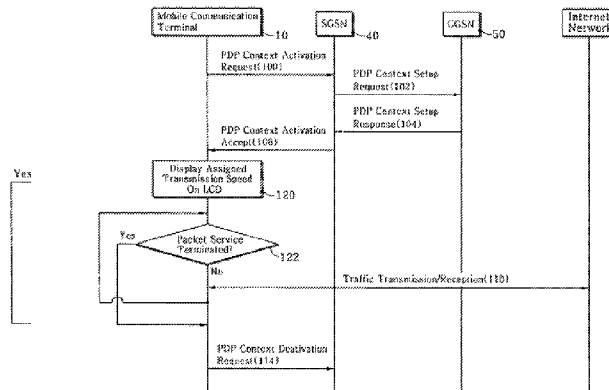 Mobile Communication
Terminal
10
SGSN
40
GGSN
50
Internet
Network
PDP Context Activation
Request(100)
PDP Context Setup
Request(102)
PDP Context Setup
Response(104)
PDP Context Activation
Accept(106)
Display Assigned
Transmission Speed
On LCD
120
Yes
Yes
Packet Service
Terminated?
122
No
Traffic Transmission/Reception(110)
PDP Context Deativation
Request(114)